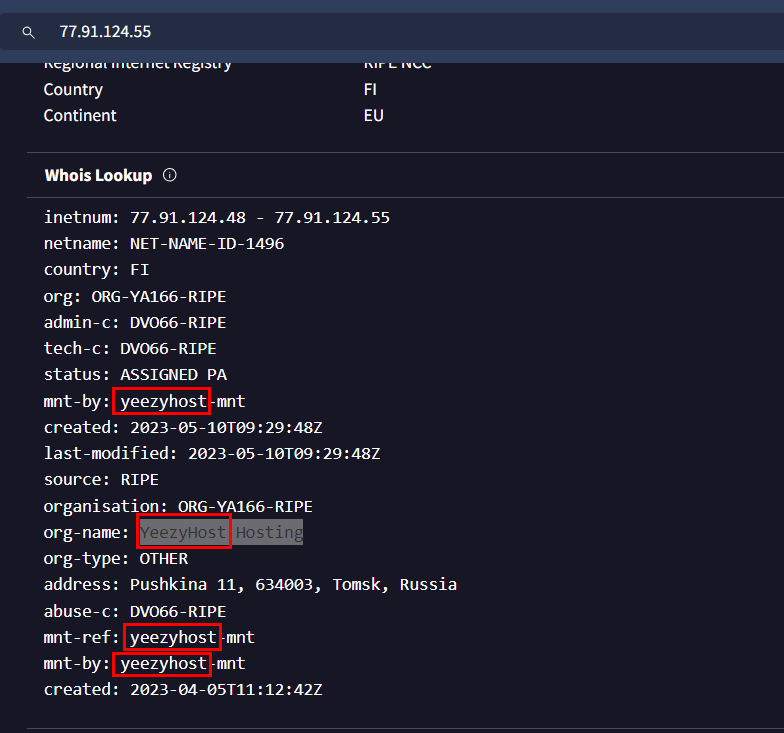 77.91.124.55
Regional Internet Registry RIPE NCC
Country FI
Continent EU
Whois Lookup
inetnum: 77.91.124.48 - 77.91.124.55
netname: NET-NAME-ID-1496
country: FI
org: ORG-YA166-RIPE
admin-c: DVO66-RIPE
tech-c: DVO66-RIPE
status: ASSIGNED PA
mnt-by: yeezyhost-mnt
created: 2023-05-10T09:29:48Z
last-modified: 2023-05-10T09:29:48Z
source: RIPE
organisation: ORG-YA166-RIPE
org-name: YeezyHost Hosting
org-type: OTHER
address: Pushkina 11, 634003, Tomsk, Russia
abuse-c: DVO66-RIPE
mnt-ref: yeezyhost-mnt
mnt-by: yeezyhost-mnt
created: 2023-04-05T11:12:42Z